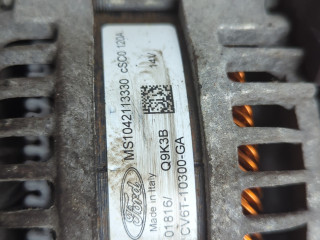 MS1042113330 cSC0 120A
14V
Ford
Made in Italy
Q9K3B
01816/
CV6T-10300-GA